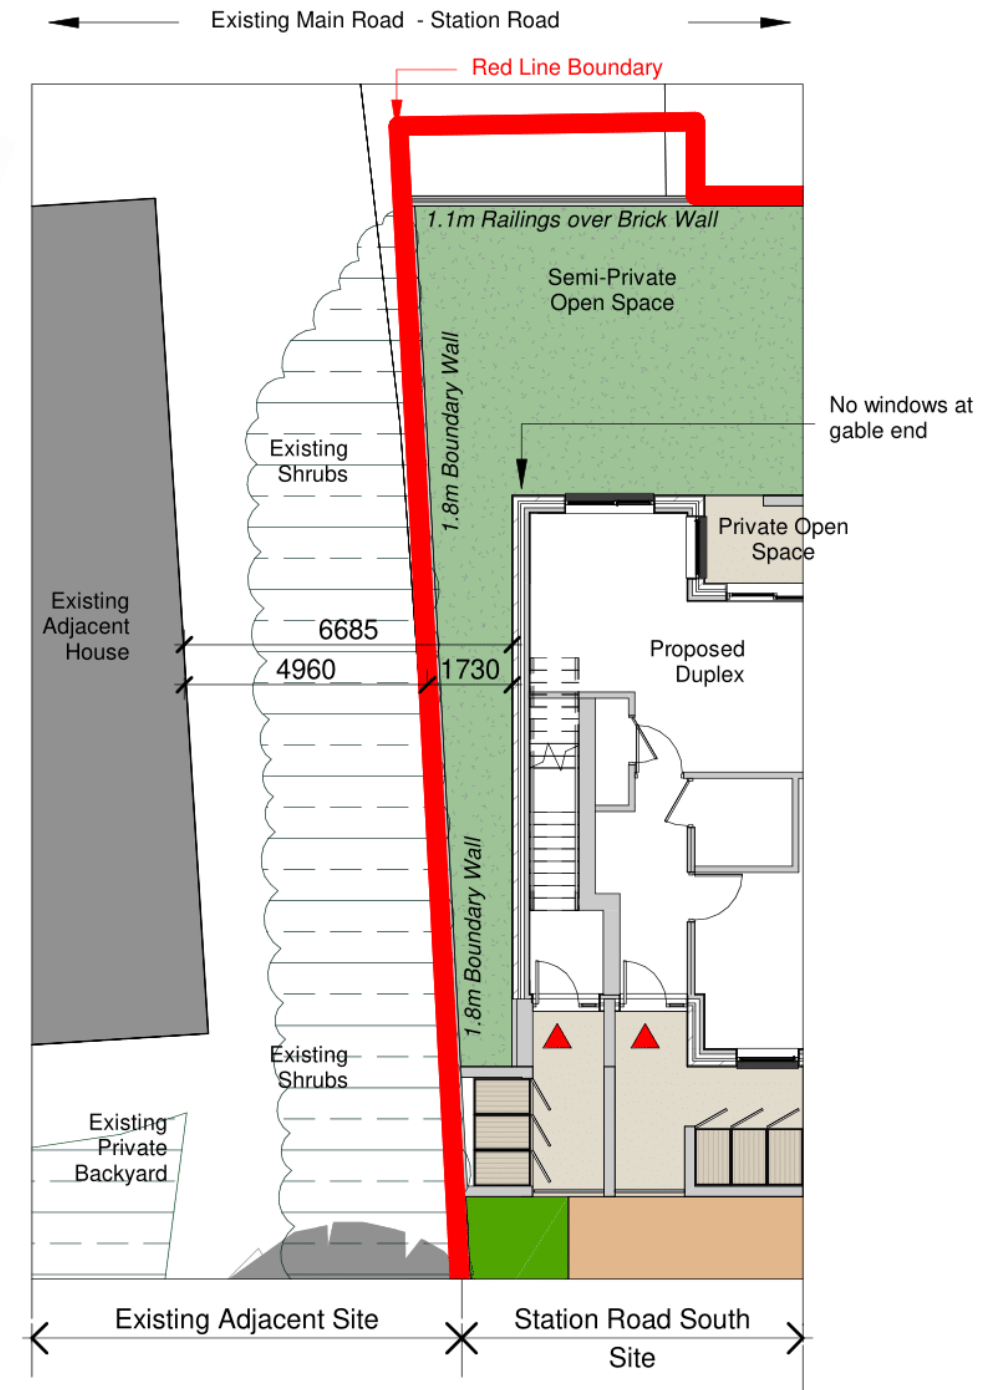 Existing Main Road - Station Road
Red Line Boundary
1.1m Railings over Brick Wall
Semi-Private
Open Space
1.8m Boundary Wall
No windows at
gable end
Existing
Shrubs
Private Open
Space
Existing
Adjacent
House
6685
4960
1730
Proposed
Duplex
1.8m Boundary Wall
Existing
Shrubs
Existing
Private
Backyard
Existing Adjacent Site
Station Road South
Site